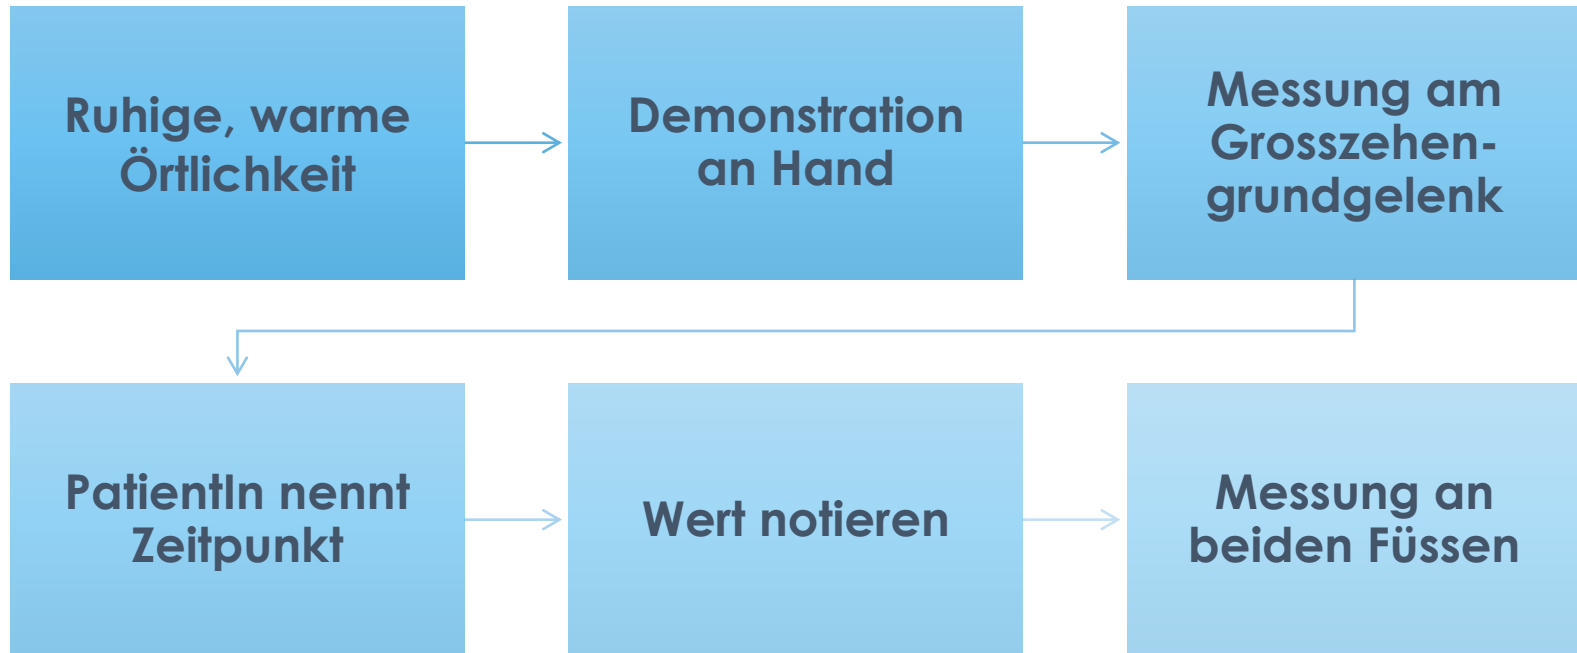 Ruhige, warme
Örtlichkeit
Demonstration
an Hand
Messung am
Grosszehen-
grundgelenk
PatientIn nennt
Zeitpunkt
Wert notieren
Messung an
beiden Füssen